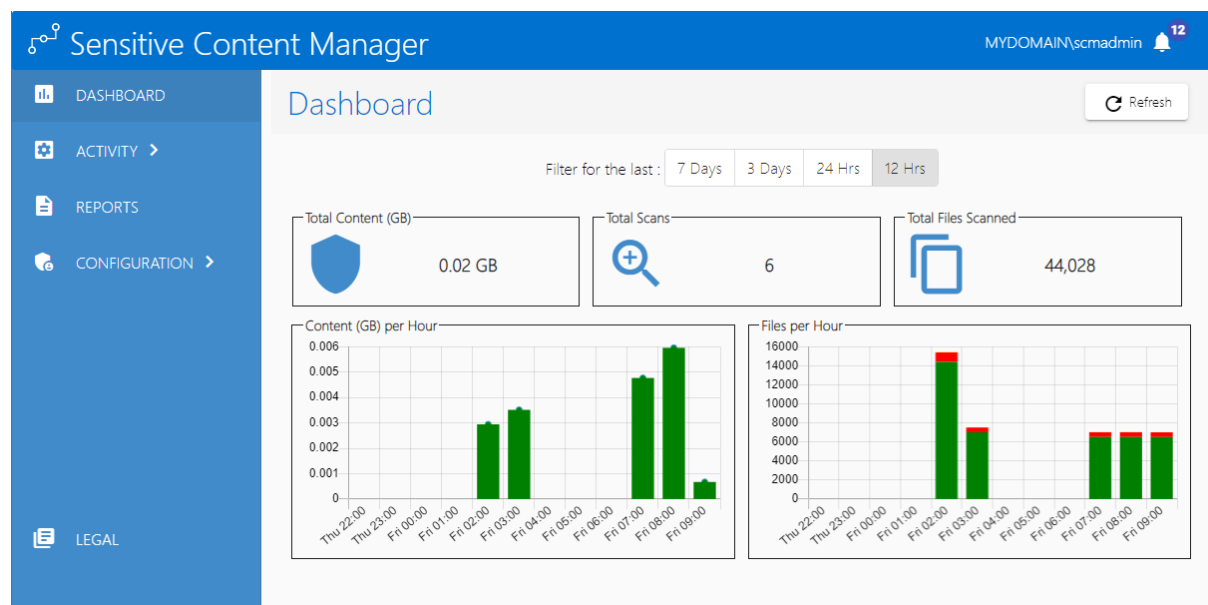 Sensitive Content Manager
MYDOMAIN\scmadmin 12
DASHBOARD
ACTIVITY
REPORTS
CONFIGURATION
LEGAL
Dashboard
Refresh
Filter for the last : 7 Days 3 Days 24 Hrs 12 Hrs
Total Content (GB)
0.02 GB
Total Scans
6
Total Files Scanned
44,028
Content (GB) per Hour
0.006
0.005
0.004
0.003
0.002
0.001
0
Thu 22:00 Thu 23:00 Fri 00:00 Fri 01:00 Fri 02:00 Fri 03:00 Fri 04:00 Fri 05:00 Fri 06:00 Fri 07:00 Fri 08:00 Fri 09:00
Files per Hour
16000
14000
12000
10000
8000
6000
4000
2000
0
Thu 22:00 Thu 23:00 Fri 00:00 Fri 01:00 Fri 02:00 Fri 03:00 Fri 04:00 Fri 05:00 Fri 06:00 Fri 07:00 Fri 08:00 Fri 09:00